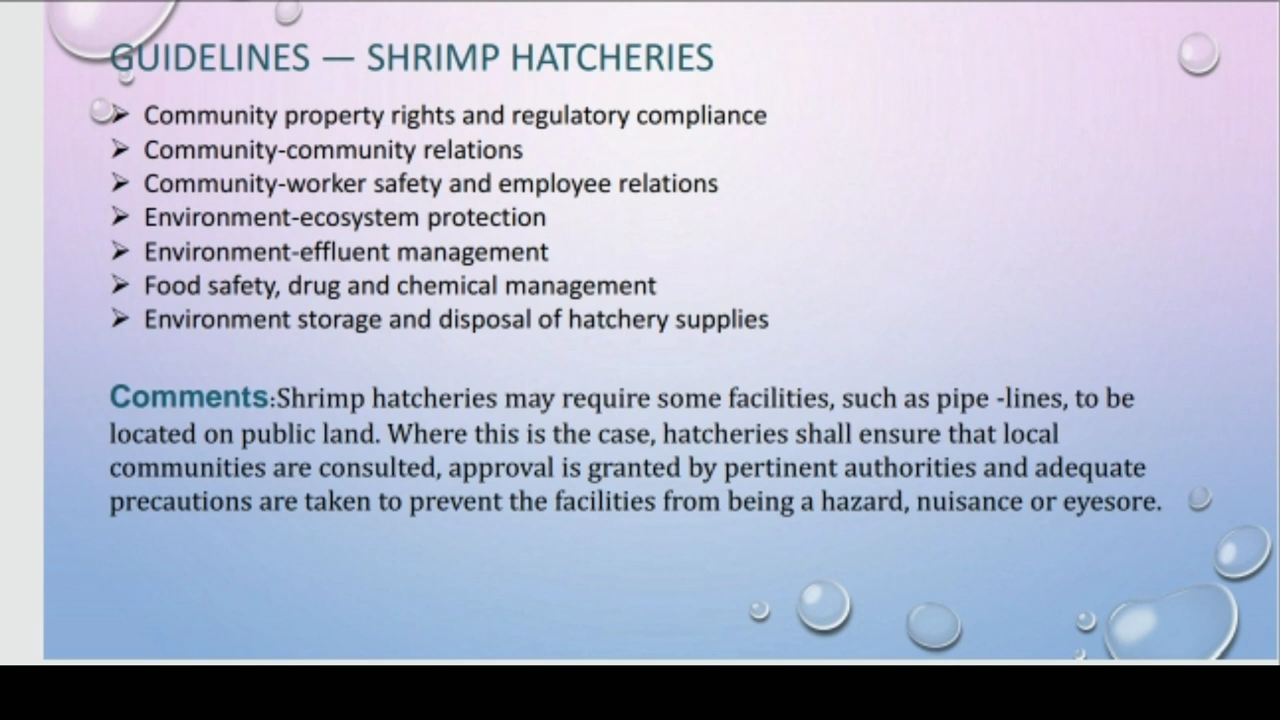 GUIDELINES — SHRIMP HATCHERIES
➢ Community property rights and regulatory compliance
➢ Community-community relations
➢ Community-worker safety and employee relations
➢ Environment-ecosystem protection
➢ Environment-effluent management
➢ Food safety, drug and chemical management
➢ Environment storage and disposal of hatchery supplies
Comments:Shrimp hatcheries may require some facilities, such as pipe -lines, to be
located on public land. Where this is the case, hatcheries shall ensure that local
communities are consulted, approval is granted by pertinent authorities and adequate
precautions are taken to prevent the facilities from being a hazard, nuisance or eyesore.